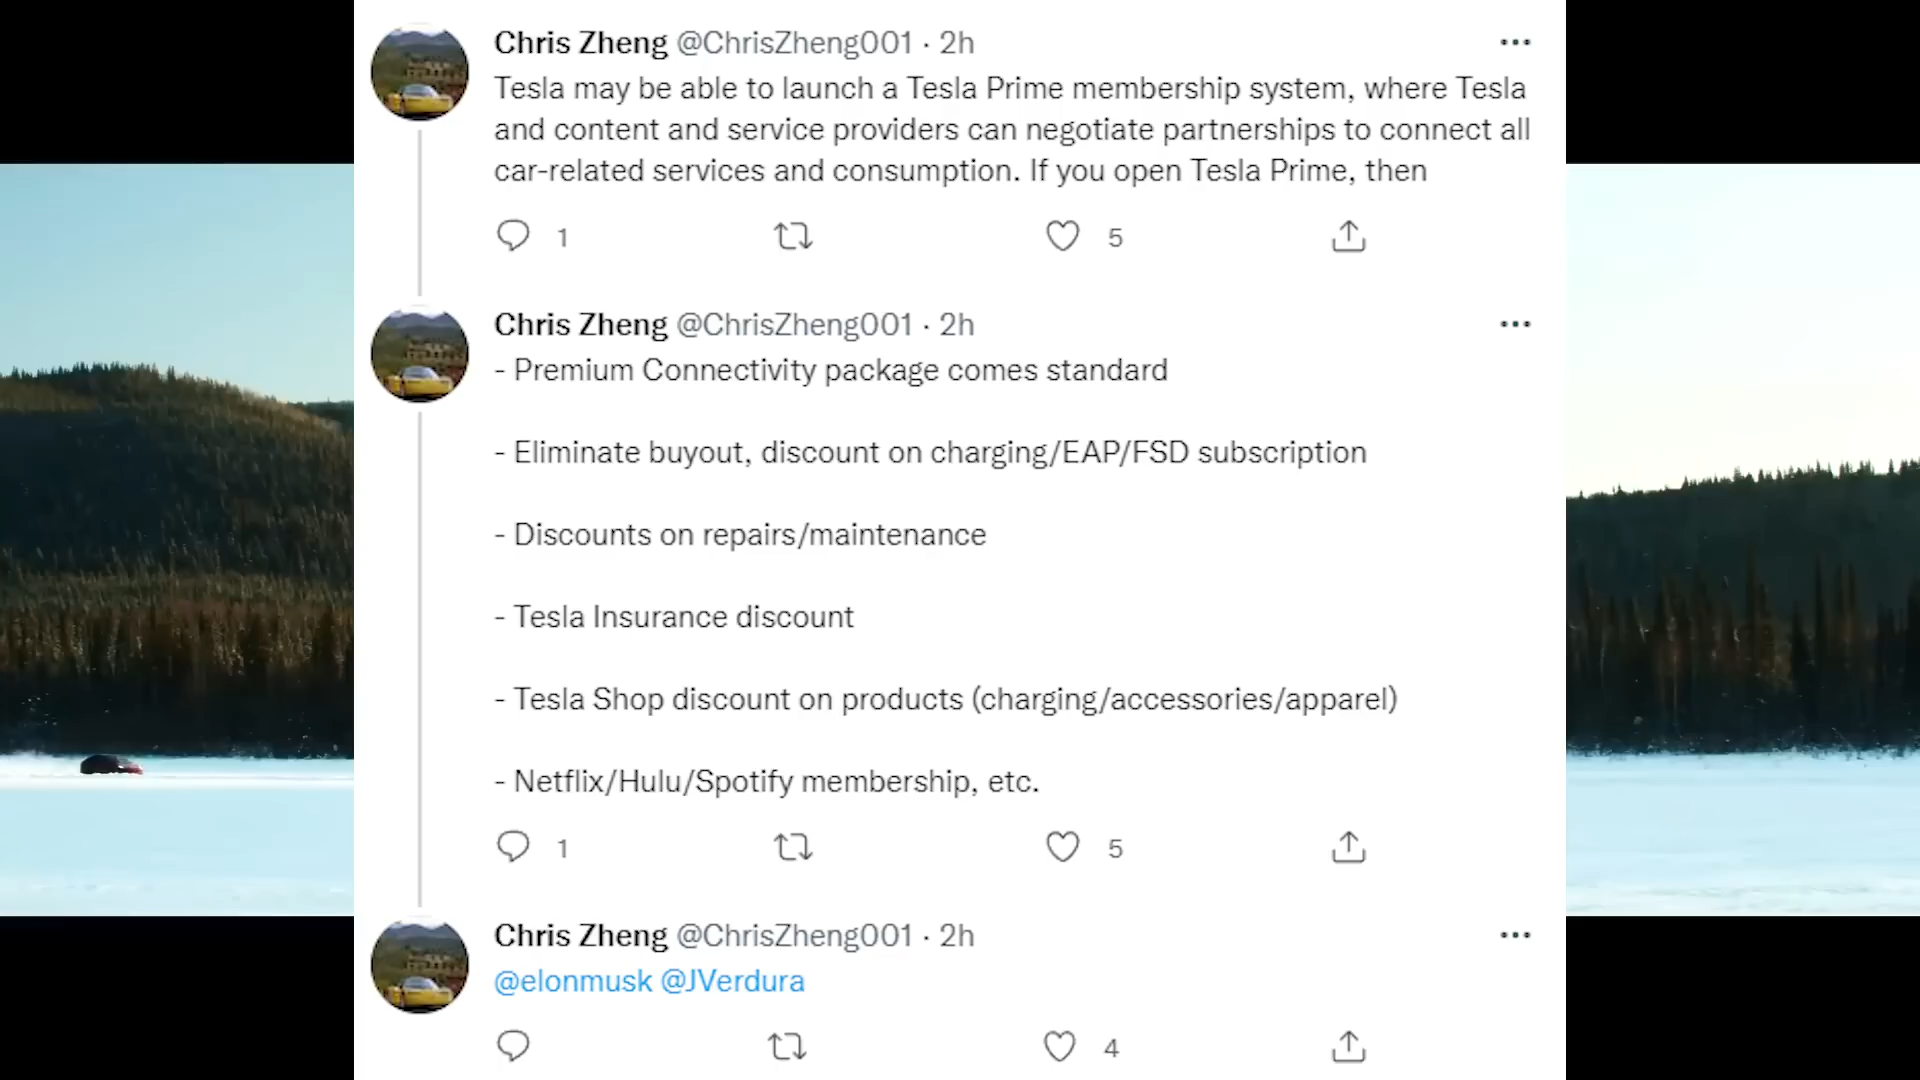 Chris Zheng @ChrisZheng001 · 2h
Tesla may be able to launch a Tesla Prime membership system, where Tesla
and content and service providers can negotiate partnerships to connect all
car-related services and consumption. If you open Tesla Prime, then
1 5
Chris Zheng @ChrisZheng001 · 2h
- Premium Connectivity package comes standard
- Eliminate buyout, discount on charging/EAP/FSD subscription
- Discounts on repairs/maintenance
- Tesla Insurance discount
- Tesla Shop discount on products (charging/accessories/apparel)
- Netflix/Hulu/Spotify membership, etc.
1 5
Chris Zheng @ChrisZheng001 · 2h
@elonmusk @JVerdura
4